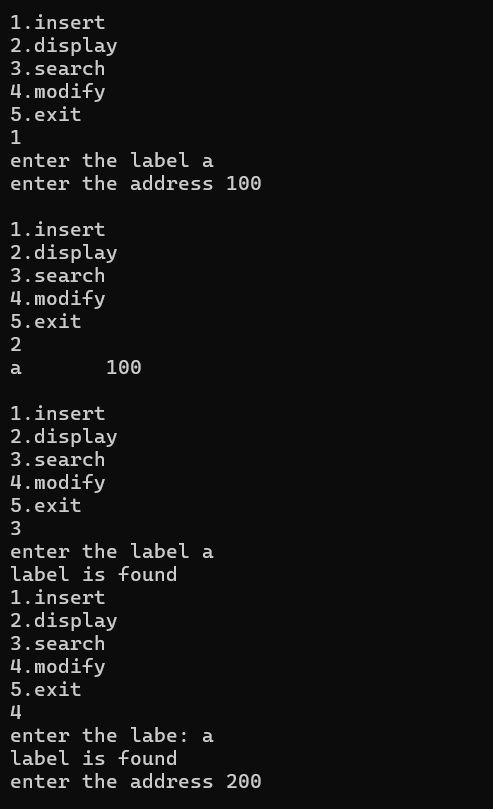 1.insert
2.display
3.search
4.modify
5.exit
1
enter the label a
enter the address 100
1.insert
2.display
3.search
4.modify
5.exit
2
a 100
1.insert
2.display
3.search
4.modify
5.exit
3
enter the label a
label is found
1.insert
2.display
3.search
4.modify
5.exit
4
enter the labe: a
label is found
enter the address 200